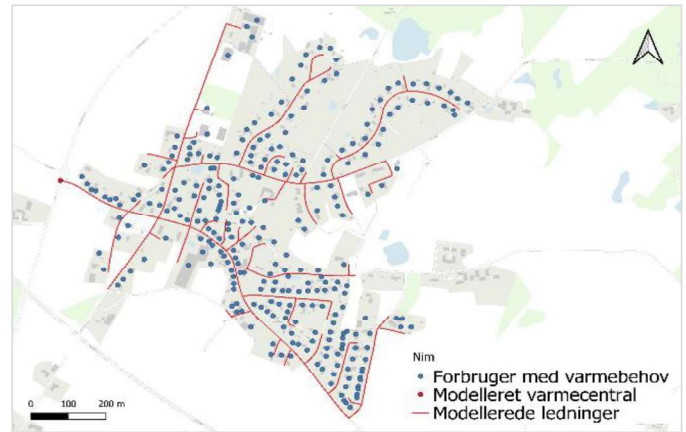 Nim
Forbruger med varmebehov
Modelleret varmecentral
Modellerede ledninger
0 100 200 m